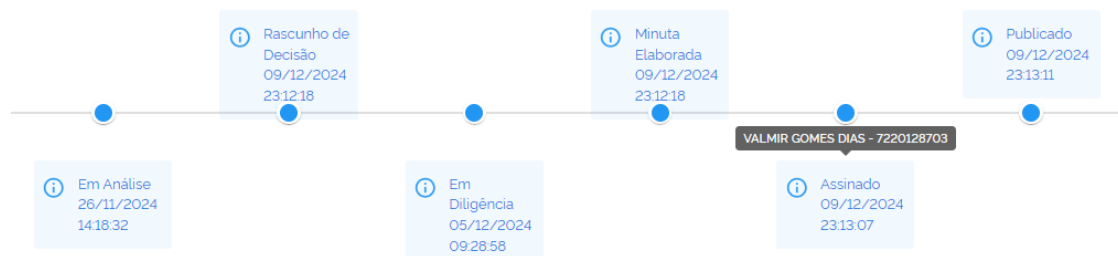 Em Análise
26/11/2024
14:18:32
Rascunho de
Decisão
09/12/2024
23:12:18
Em
Diligência
05/12/2024
09:28:58
Minuta
Elaborada
09/12/2024
23:12:18
VALMIR GOMES DIAS - 7220128703
Assinado
09/12/2024
23:13:07
Publicado
09/12/2024
23:13:11